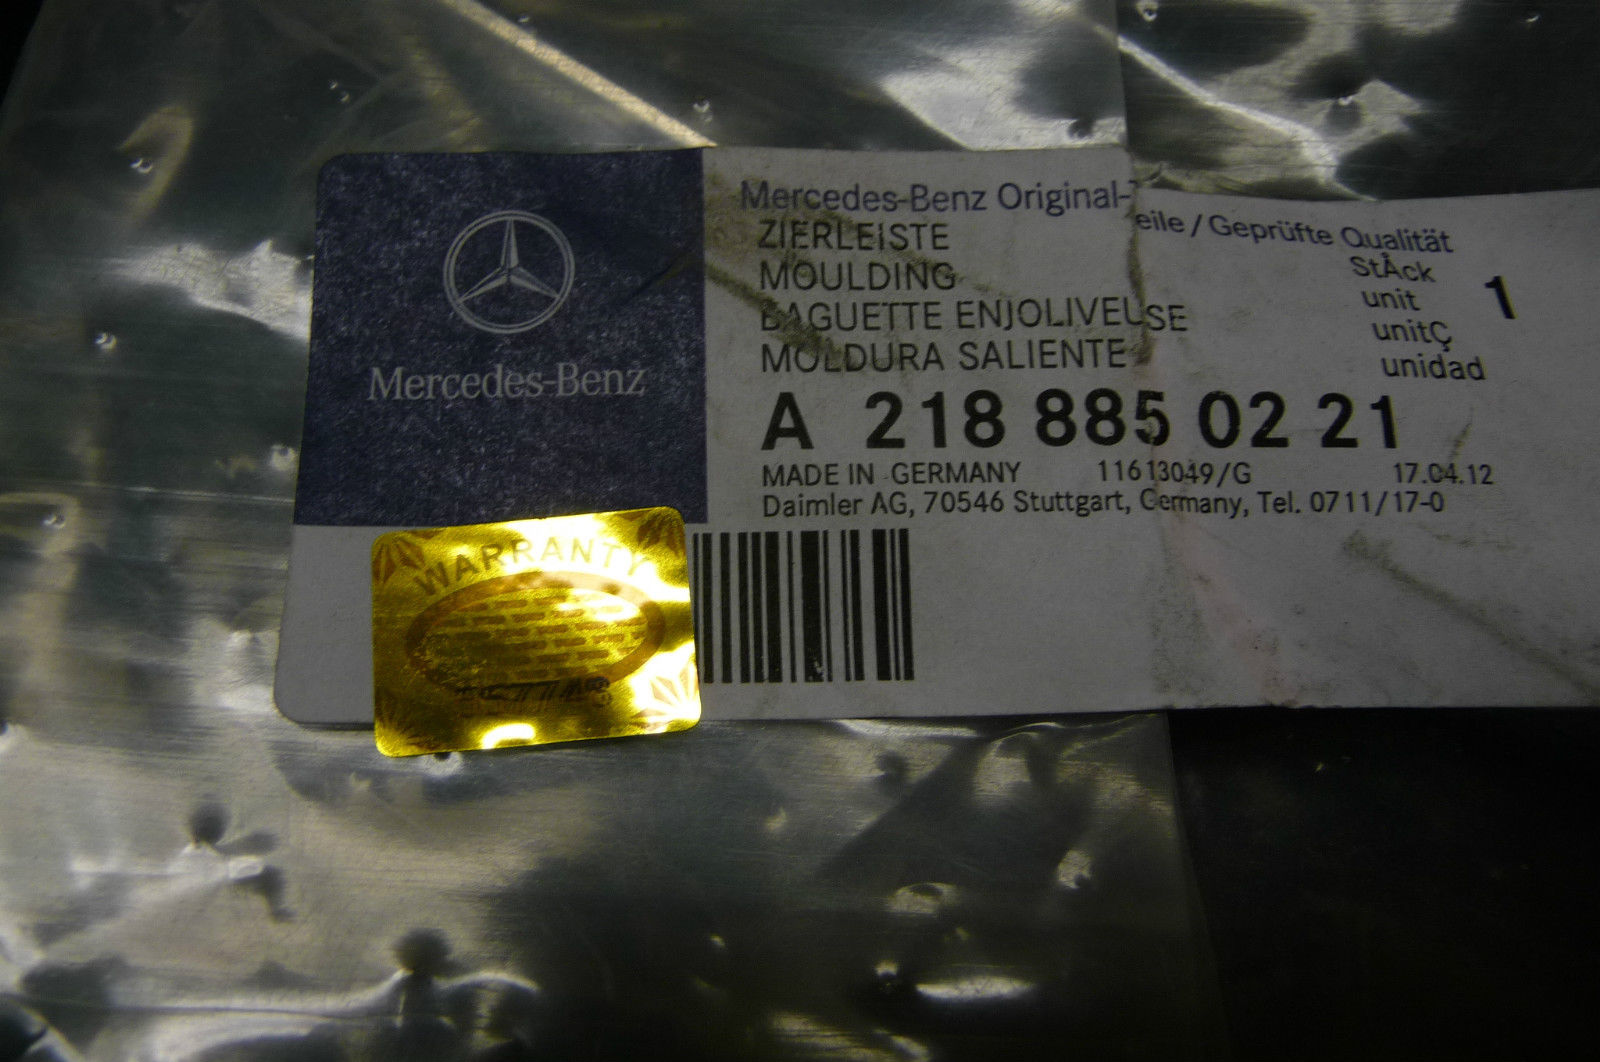 Mercedes-Benz
Mercedes-Benz Original-Teile / Geprüfte Qualität
ZIERLEISTE
MOULDING
BAGUETTE ENJOLIVEUSE
MOLDURA SALIENTE
StÅck
unit
unitÇ
unidad
1
A 218 885 02 21
MADE IN GERMANY 11613049/G 17.04.12
Daimler AG, 70546 Stuttgart, Germany, Tel. 0711/17-0
WARRANTY